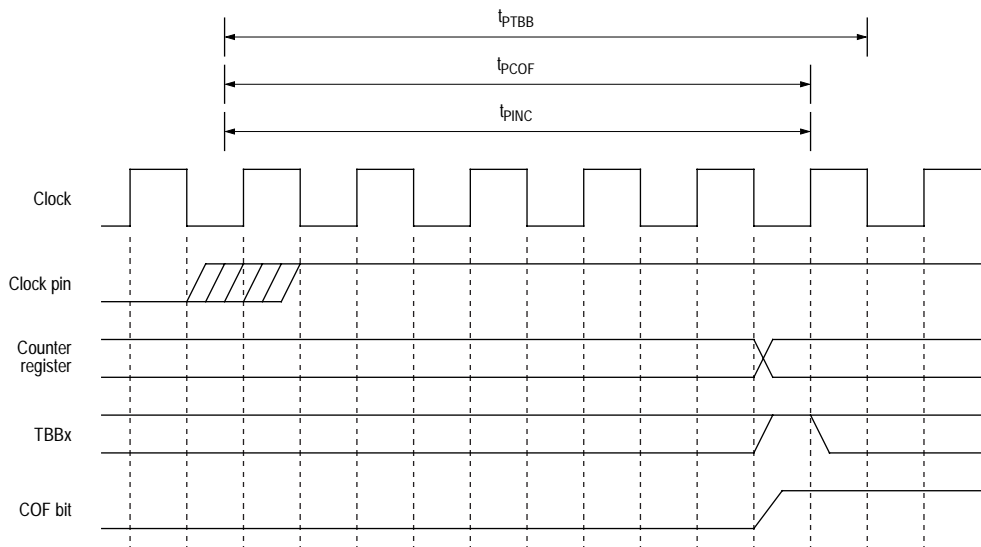 tPTBB
tPCOF
tPINC
Clock
Clock pin
Counter
register
TBBx
COF bit